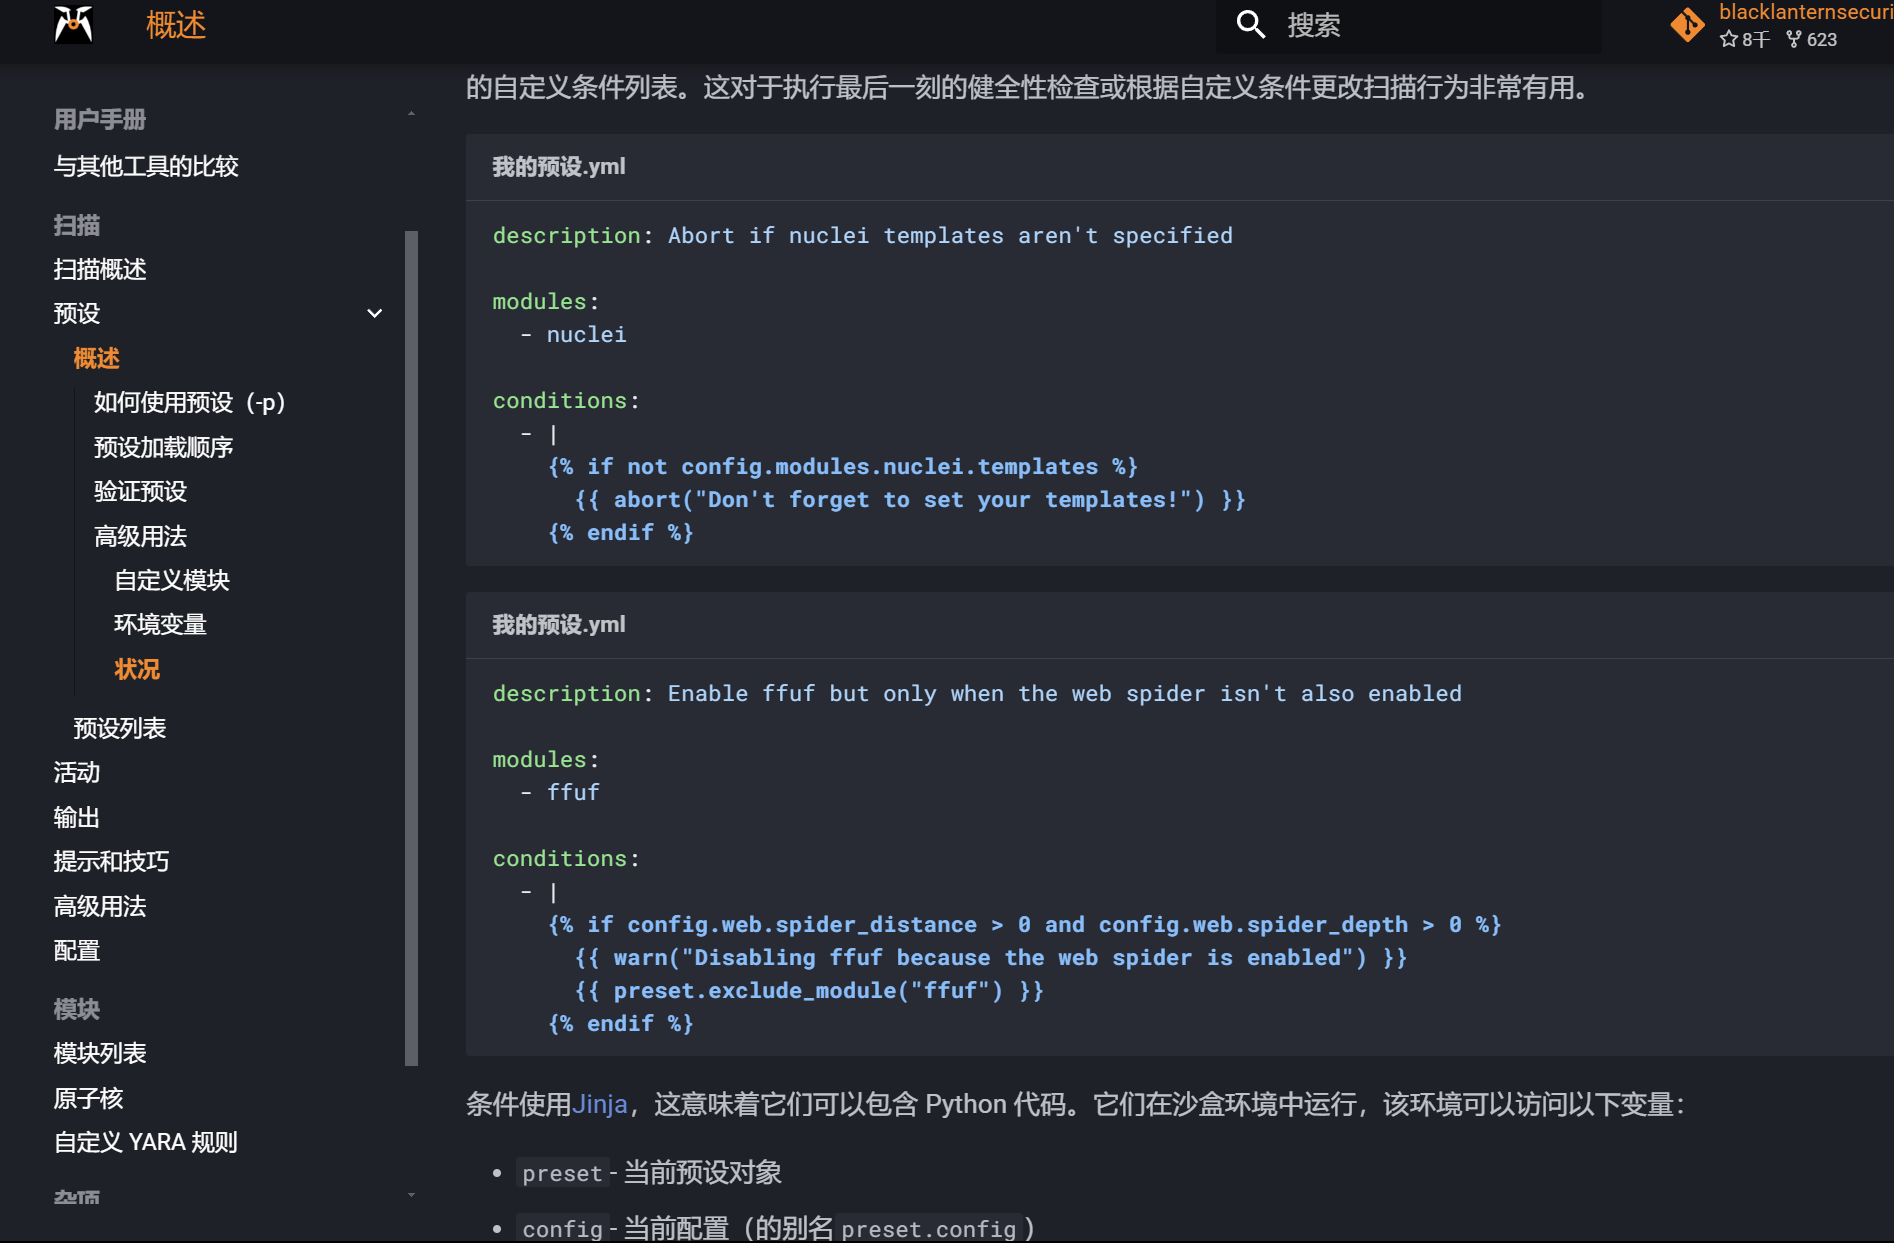 概述
搜索
blacklanternsecuri
8千 623
用户手册
与其他工具的比较
扫描
扫描概述
预设
概述
如何使用预设（-p）
预设加载顺序
验证预设
高级用法
自定义模块
环境变量
状况
预设列表
活动
输出
提示和技巧
高级用法
配置
模块
模块列表
原子核
自定义 YARA 规则
杂项
的自定义条件列表。这对于执行最后一刻的健全性检查或根据自定义条件更改扫描行为非常有用。
我的预设.yml
description: Abort if nuclei templates aren't specified
modules:
  - nuclei
conditions:
  - |
    {% if not config.modules.nuclei.templates %}
      {{ abort("Don't forget to set your templates!") }}
    {% endif %}
我的预设.yml
description: Enable ffuf but only when the web spider isn't also enabled
modules:
  - ffuf
conditions:
  - |
    {% if config.web.spider_distance > 0 and config.web.spider_depth > 0 %}
      {{ warn("Disabling ffuf because the web spider is enabled") }}
      {{ preset.exclude_module("ffuf") }}
    {% endif %}
条件使用Jinja，这意味着它们可以包含 Python 代码。它们在沙盒环境中运行，该环境可以访问以下变量：
• preset - 当前预设对象
• config - 当前配置（的别名 preset.config ）